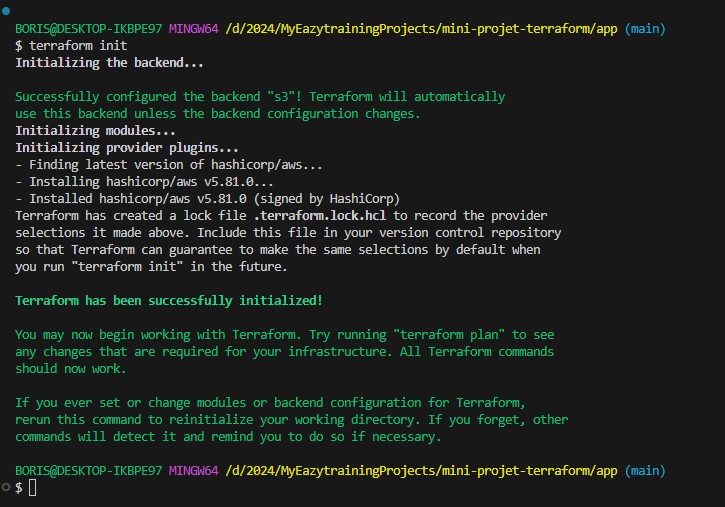 BORIS@DESKTOP-IKBPE97 MINGW64 /d/2024/MyEazytrainingProjects/mini-projet-terraform/app (main)
$ terraform init
Initializing the backend...
Successfully configured the backend "s3"! Terraform will automatically
use this backend unless the backend configuration changes.
Initializing modules...
Initializing provider plugins...
- Finding latest version of hashicorp/aws...
- Installing hashicorp/aws v5.81.0...
- Installed hashicorp/aws v5.81.0 (signed by HashiCorp)
Terraform has created a lock file .terraform.lock.hcl to record the provider
selections it made above. Include this file in your version control repository
so that Terraform can guarantee to make the same selections by default when
you run "terraform init" in the future.
Terraform has been successfully initialized!
You may now begin working with Terraform. Try running "terraform plan" to see
any changes that are required for your infrastructure. All Terraform commands
should now work.
If you ever set or change modules or backend configuration for Terraform,
rerun this command to reinitialize your working directory. If you forget, other
commands will detect it and remind you to do so if necessary.
BORIS@DESKTOP-IKBPE97 MINGW64 /d/2024/MyEazytrainingProjects/mini-projet-terraform/app (main)
$